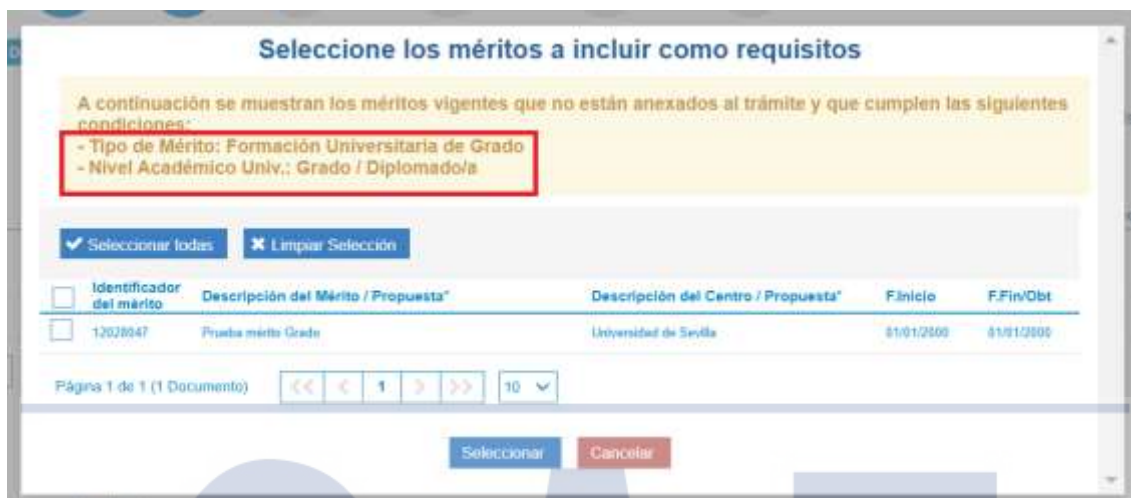 Seleccione los méritos a incluir como requisitos
A continuación se muestran los méritos vigentes que no están anexados al trámite y que cumplen las siguientes
condiciones:
- Tipo de Mérito: Formación Universitaria de Grado
- Nivel Académico Univ.: Grado / Diplomado/a
Seleccionar todas Limpiar Selección
Identificador del mérito Descripción del Mérito / Propuesta* Descripción del Centro / Propuesta* F.Inicio F.Fin/Obt
12028047 Prueba mérito Grado Universidad de Sevilla 01/01/2000 01/01/2000
Página 1 de 1 (1 Documento) << < 1 > >> 10
Seleccionar Cancelar